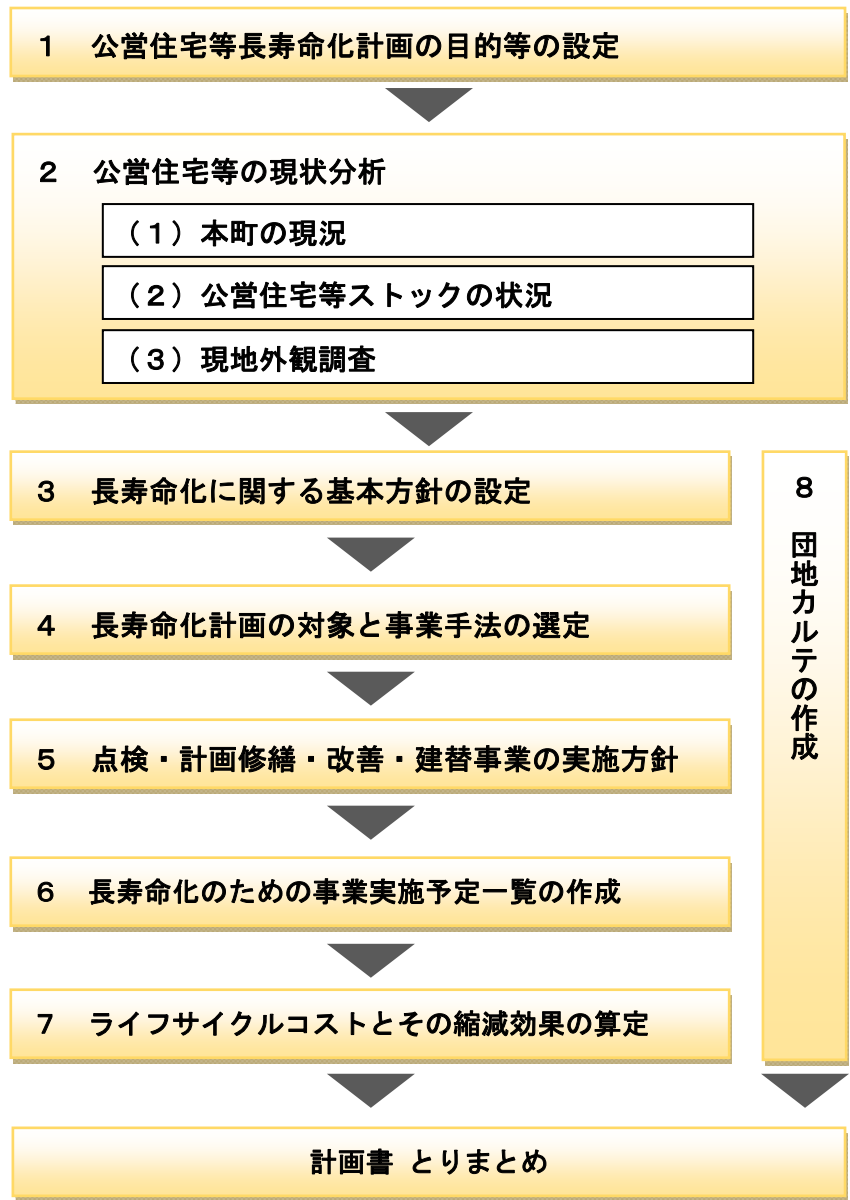 １　公営住宅等長寿命化計画の目的等の設定
２　公営住宅等の現状分析
（１）本町の現況
（２）公営住宅等ストックの状況
（３）現地外観調査
３　長寿命化に関する基本方針の設定
４　長寿命化計画の対象と事業手法の選定
５　点検・計画修繕・改善・建替事業の実施方針
６　長寿命化のための事業実施予定一覧の作成
７　ライフサイクルコストとその縮減効果の算定
８　団地カルテの作成
計画書 とりまとめ